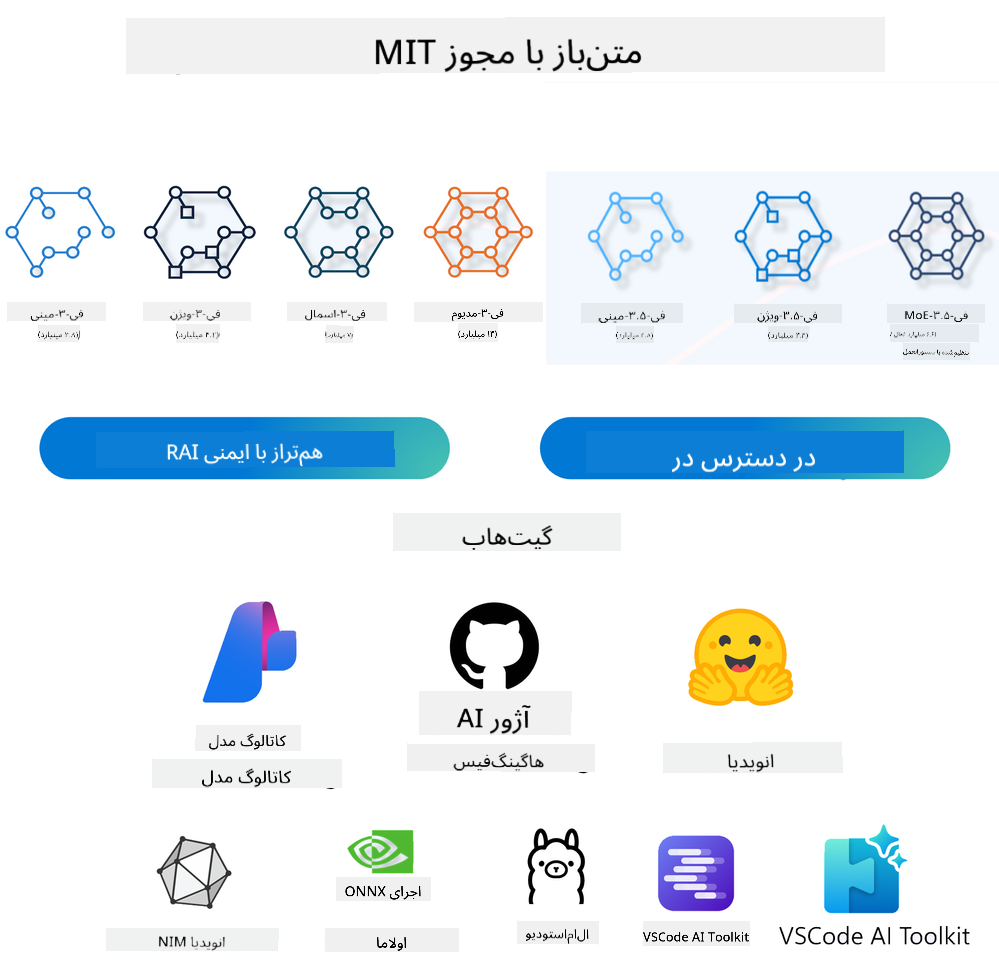 متن‌باز با مجوز MIT
فی-۳-مینی
(۳.۸ میلیارد)
فی-۳-ویژن
(۴.۲ میلیارد)
فی-۳-اسمال
(۷ میلیارد)
فی-۳-مدیوم
(۱۴ میلیارد)
فی-۳.۵-مینی
(۳.۸ میلیارد)
فی-۳.۵-ویژن
(۴.۲ میلیارد)
فی-۳.۵-MoE
تنظیم‌شده با دستورالعمل
هم‌تراز با ایمنی RAI
در دسترس در
گیت‌هاب
کاتالوگ مدل
کاتالوگ مدل
آژور AI
هاگینگ‌فیس
انویدیا
انویدیا NIM
اجرای ONNX
اولاما
ال‌ام‌استودیو
VSCode AI Toolkit
VSCode AI Toolkit